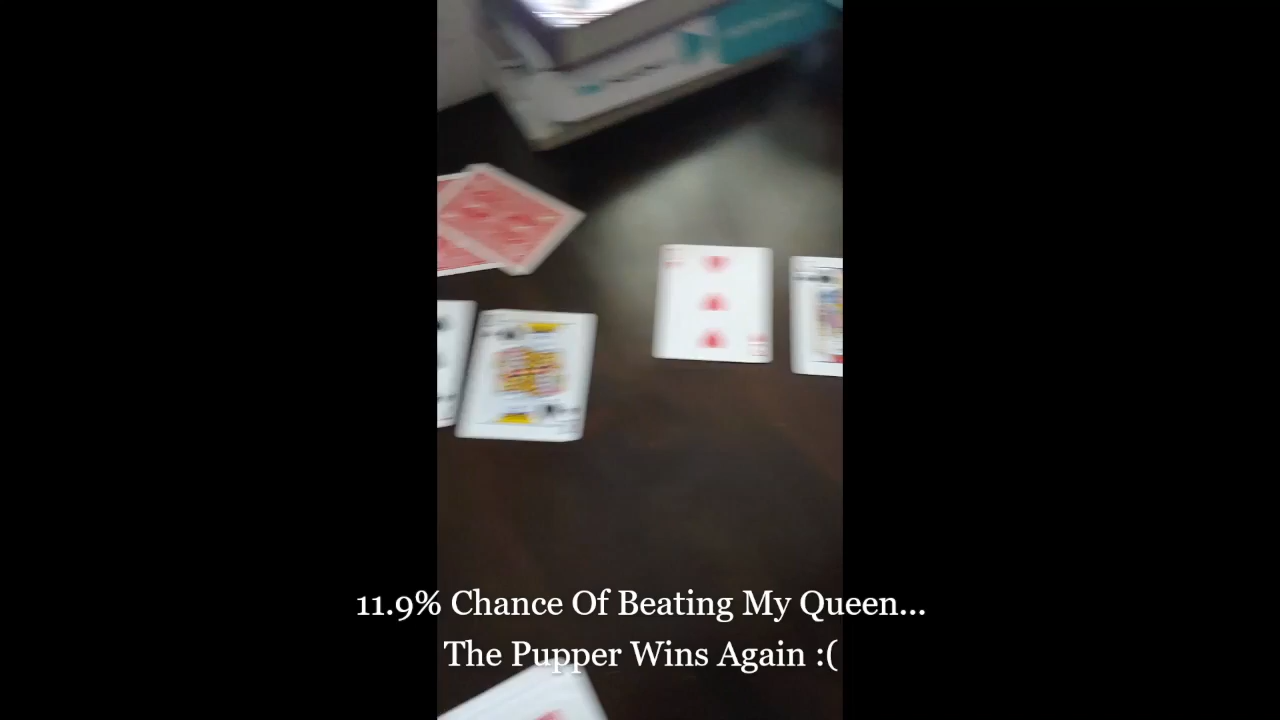 11.9% Chance Of Beating My Queen...
The Pupper Wins Again :(